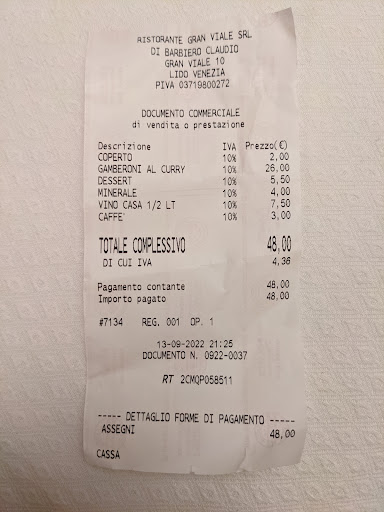 RISTORANTE GRAN VIALE SRL
DI BARBIERO CLAUDIO
GRAN VIALE 10
LIDO VENEZIA
PIVA 03719800272
DOCUMENTO COMMERCIALE
di vendita o prestazione
Descrizione IVA Prezzo(€)
COPERTO 10% 2,00
GAMBERONI AL CURRY 10% 26,00
DESSERT 10% 5,50
MINERALE 10% 4,00
VINO CASA 1/2 LT 10% 7,50
CAFFE' 10% 3,00
TOTALE COMPLESSIVO 48,00
DI CUI IVA 4,36
Pagamento contante 48,00
Importo pagato 48,00
#7134 REG. 001 OP. 1
13-09-2022 21:25
DOCUMENTO N. 0922-0037
RT 2CMQP058511
----- DETTAGLIO FORME DI PAGAMENTO -----
ASSEGNI 48,00
CASSA